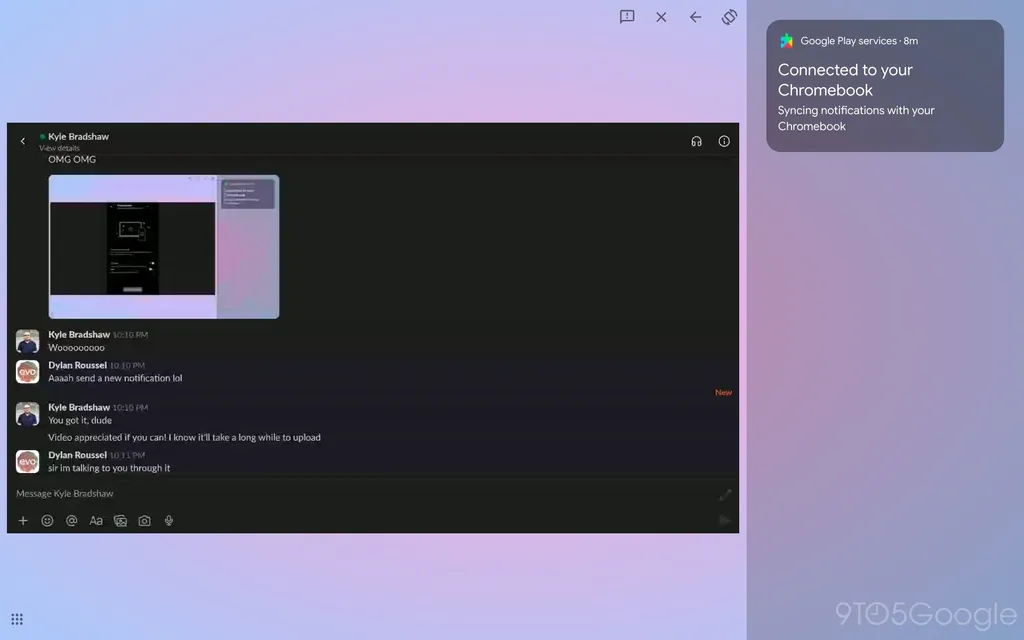 Google Play services · 8m
Connected to your
Chromebook
Syncing notifications with your
Chromebook
Kyle Bradshaw
View details
OMG OMG
Kyle Bradshaw 10:10 PM
Wooooooooo
Dylan Roussel 10:10 PM
Aaaah send a new notification lol
New
Kyle Bradshaw 10:10 PM
You got it, dude
Video appreciated if you can! I know it'll take a long while to upload
Dylan Roussel 10:11 PM
sir im talking to you through it
Message Kyle Bradshaw
Aa
9TO5Google